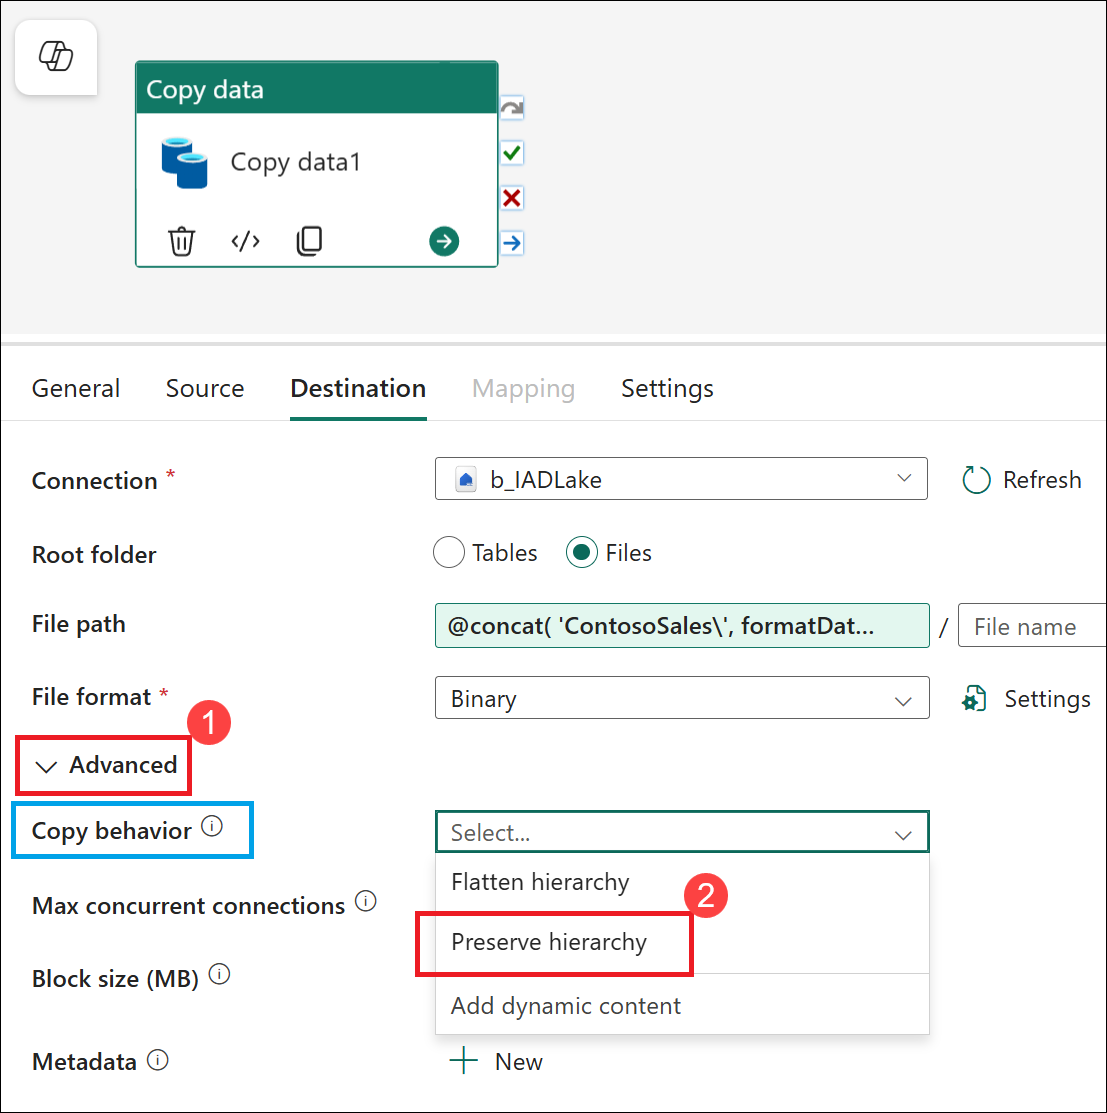 Copy data
Copy data1
General Source Destination Mapping Settings
Connection * b_IADLake Refresh
Root folder Tables Files
File path @concat( 'ContosoSales\', formatDat... / File name
File format * Binary Settings
1
Advanced
Copy behavior Select...
Flatten hierarchy
2
Max concurrent connections
Preserve hierarchy
Block size (MB)
Add dynamic content
Metadata New